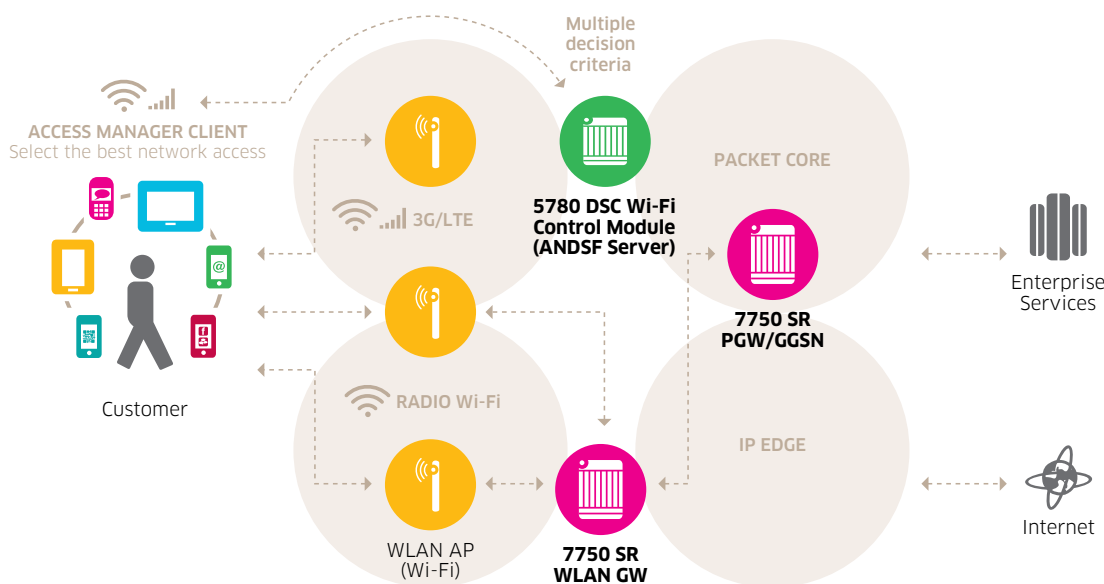 Multiple
decision
criteria
ACCESS MANAGER CLIENT
Select the best network access
PACKET CORE
5780 DSC Wi-Fi
Control Module
(ANDSF Server)
3G/LTE
@
Enterprise
Services
7750 SR
PGW/GGSN
f
Customer
RADIO Wi-Fi
IP EDGE
WLAN AP
(Wi-Fi)
7750 SR
WLAN GW
Internet